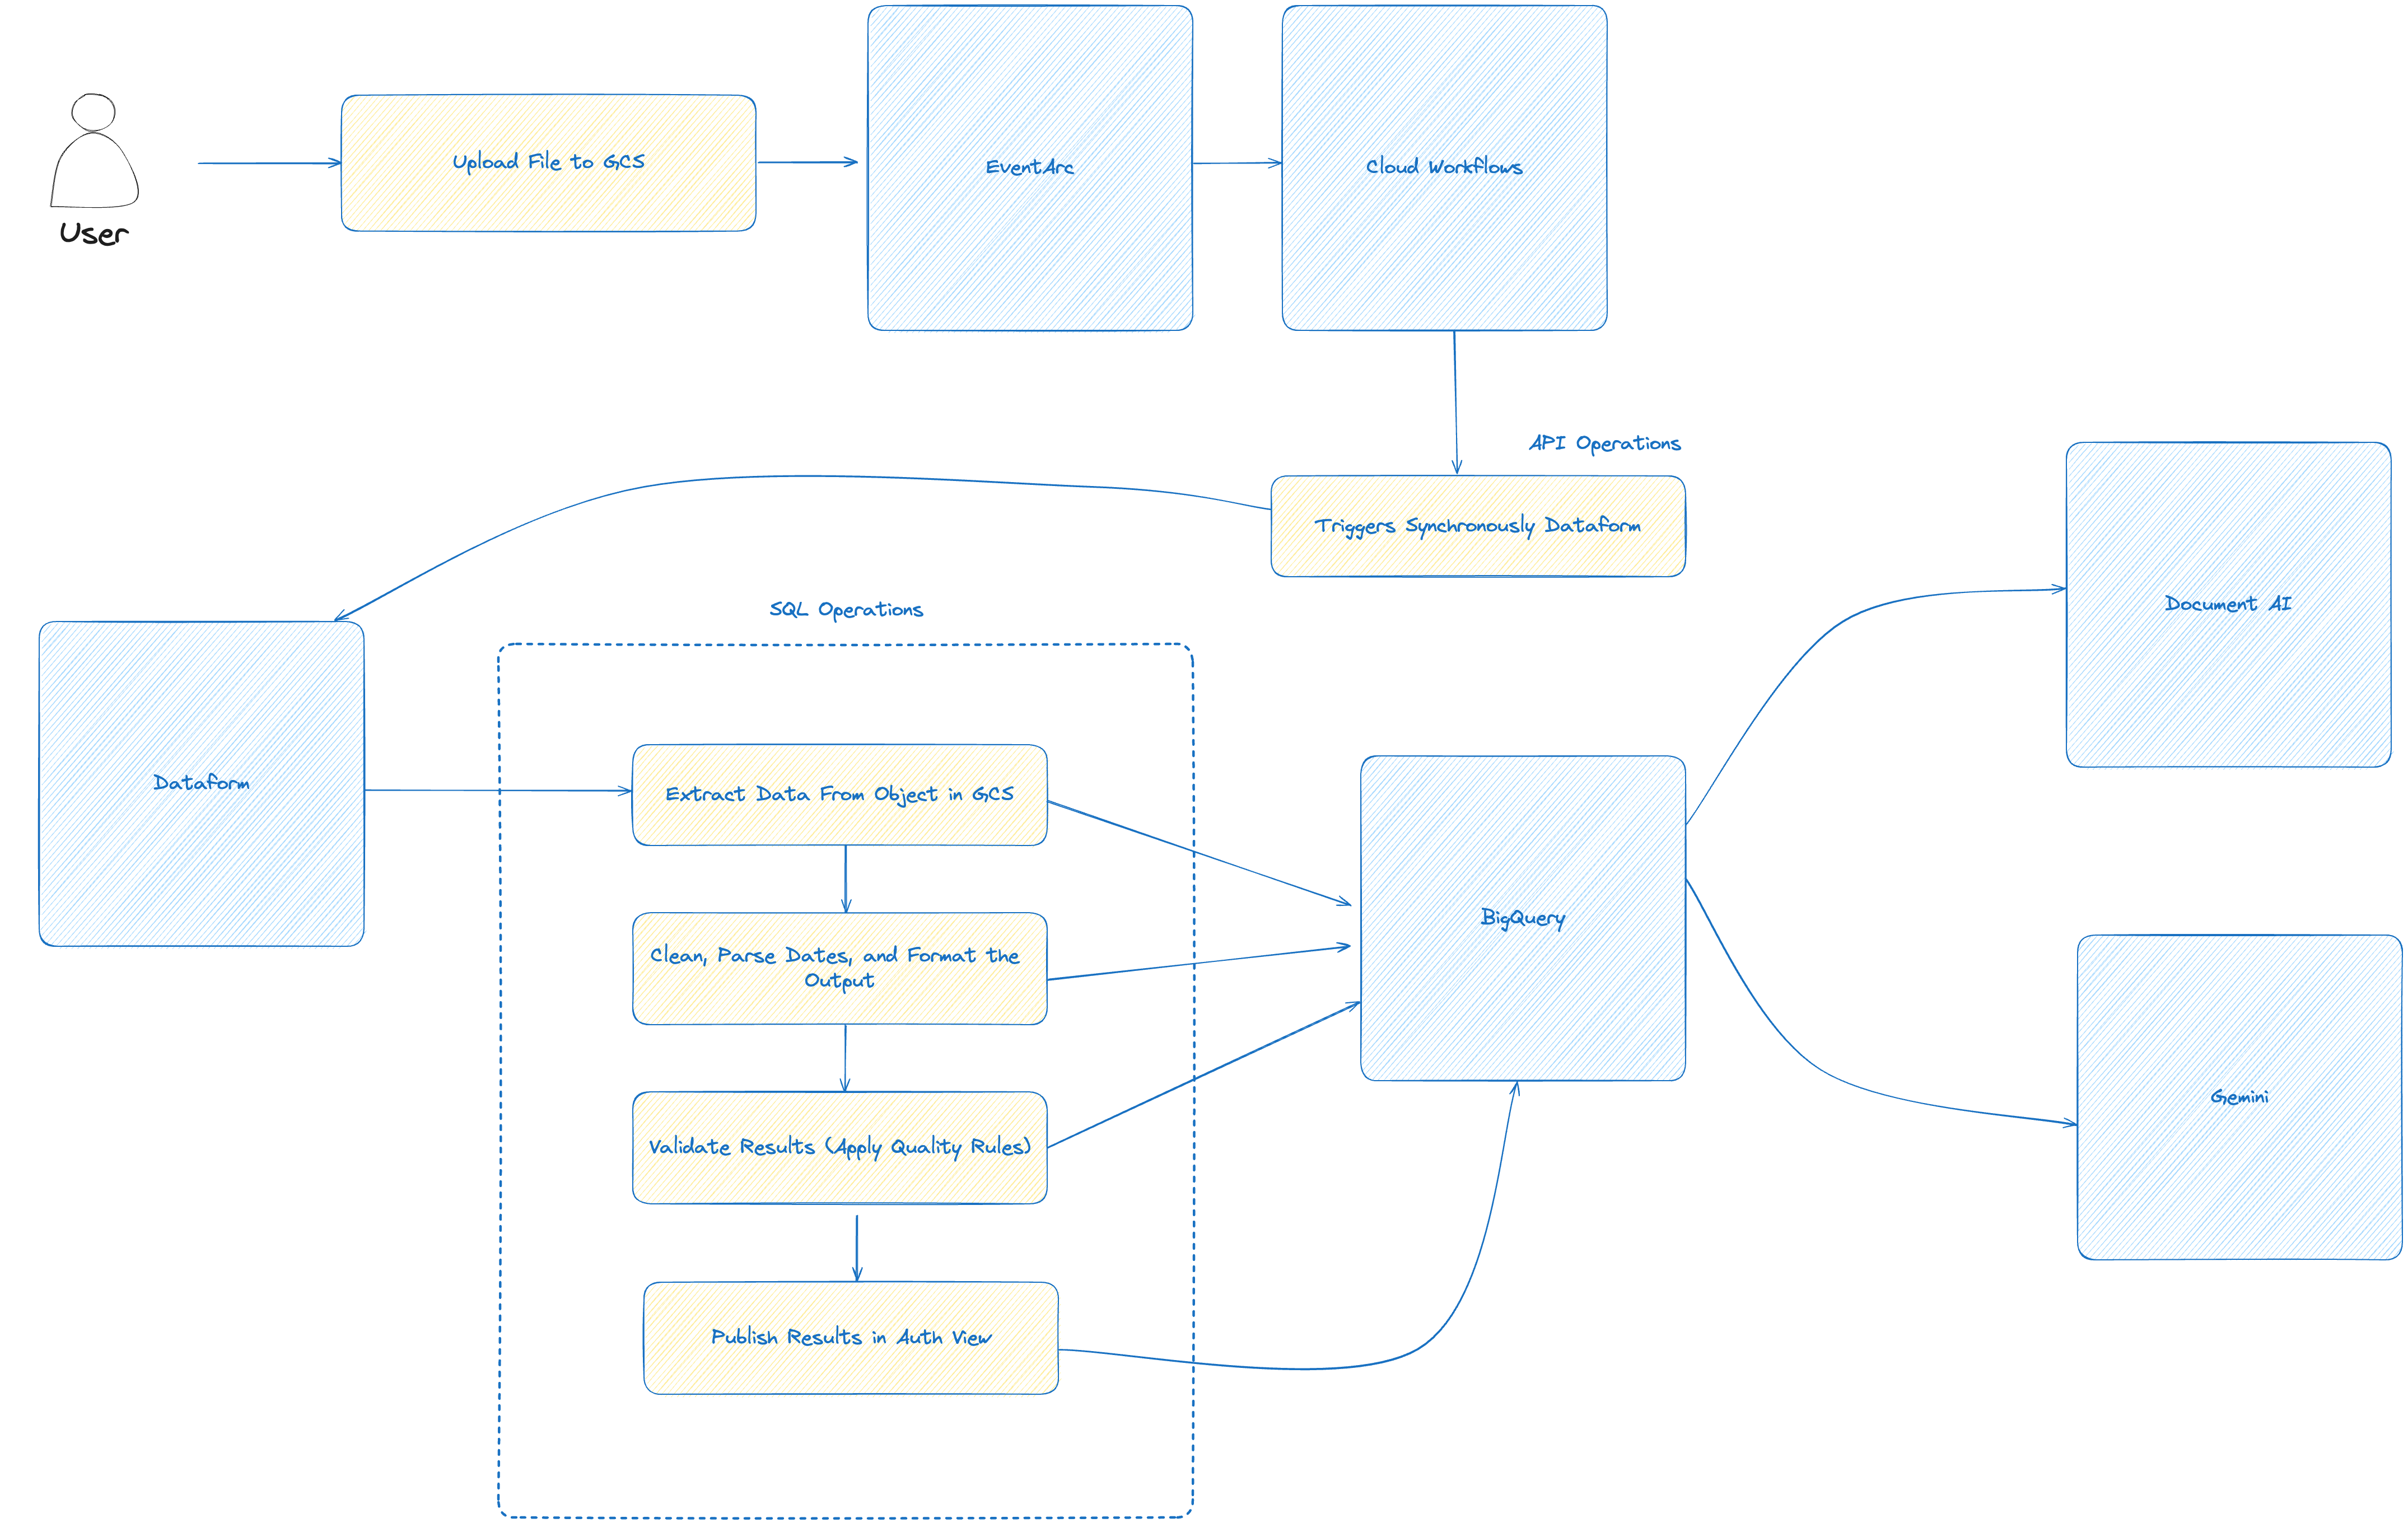 User
Upload File to GCS
EventArc
Cloud Workflows
API Operations
Triggers Synchronously Dataform
Document AI
SQL Operations
Dataform
Extract Data From Object in GCS
Clean, Parse Dates, and Format the
Output
Validate Results (Apply Quality Rules)
Publish Results in Auth View
BigQuery
Gemini